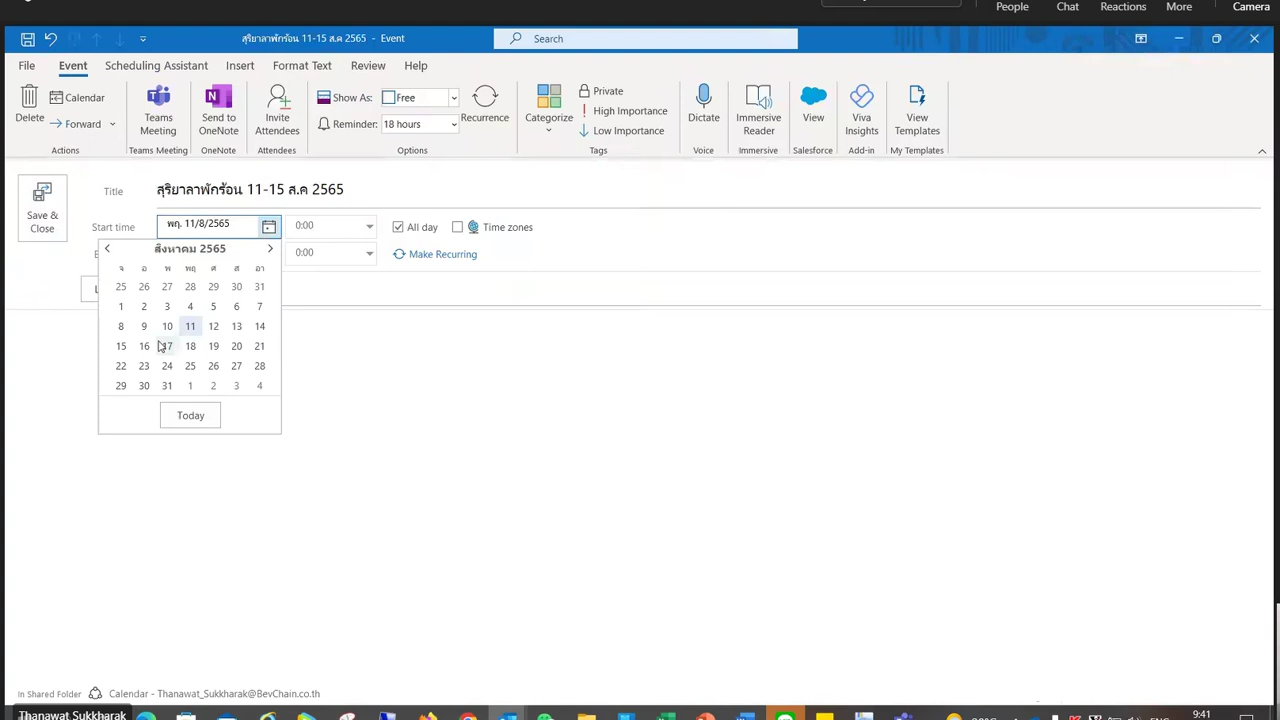 People Chat Reactions More Camera
สุริยาลาพักร้อน 11-15 ส.ค 2565 - Event
Search
File Event Scheduling Assistant Insert Format Text Review Help
Delete
Calendar
Forward
Actions
Teams Meeting
Teams Meeting
Send to OneNote
OneNote
Invite Attendees
Attendees
Show As: Free
Reminder: 18 hours
Recurrence
Options
Categorize
Private
High Importance
Low Importance
Tags
Dictate
Voice
Immersive Reader
Immersive
View
Salesforce
Viva Insights
Add-in
View Templates
My Templates
Save & Close
Title สุริยาลาพักร้อน 11-15 ส.ค 2565
Start time พฤ. 11/8/2565 0:00 All day Time zones
0:00 Make Recurring
สิงหาคม 2565
จ อ พ พฤ ศ ส อา
25 26 27 28 29 30 31
1 2 3 4 5 6 7
8 9 10 11 12 13 14
15 16 17 18 19 20 21
22 23 24 25 26 27 28
29 30 31 1 2 3 4
Today
In Shared Folder Calendar - Thanawat_Sukkharak@BevChain.co.th
Thanawat Sukkharak
ENG
9:41